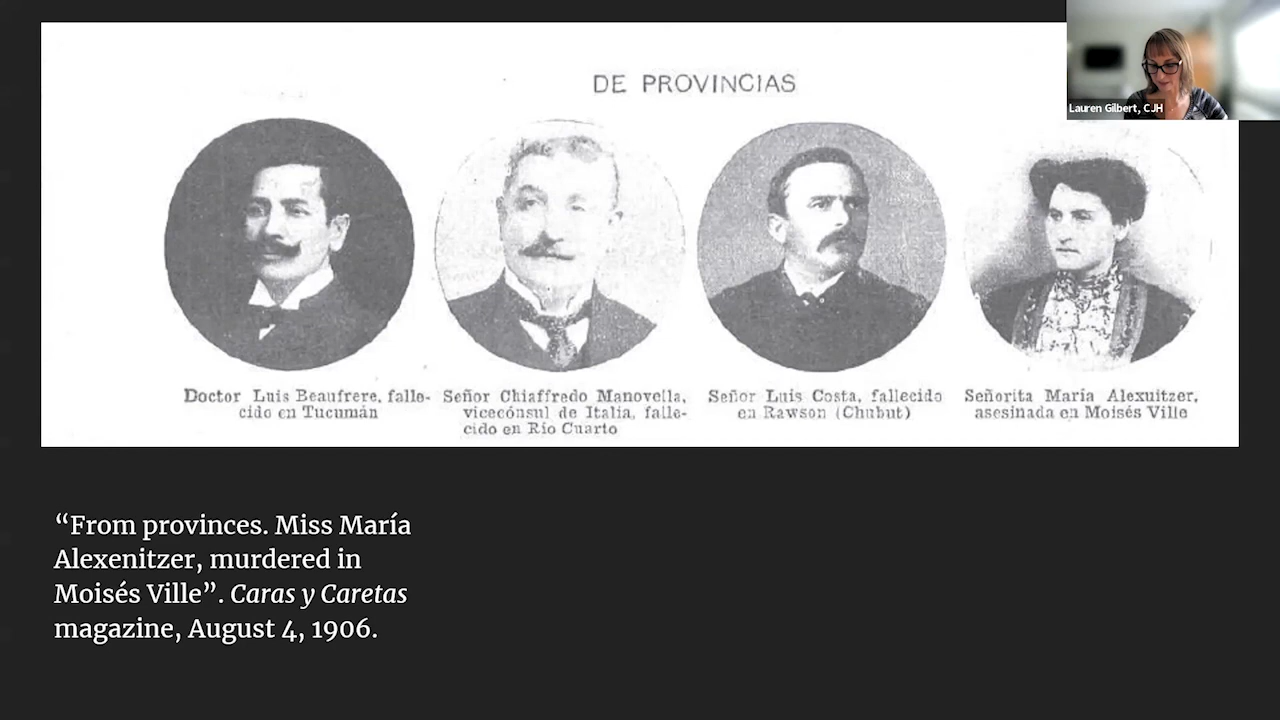 DE PROVINCIAS
Lauren Gilbert, CJH
Doctor Luis Beaufrere, falle-
cido en Tucumán
Señor Chiaffredo Manovella,
vicecónsul de Italia, falle-
cido en Río Cuarto
Señor Luis Costa, fallecido
en Rawson (Chubut)
Señorita María Alexuitzer,
asesinada en Moisés Ville
“From provinces. Miss María
Alexenitzer, murdered in
Moisés Ville”. Caras y Caretas
magazine, August 4, 1906.